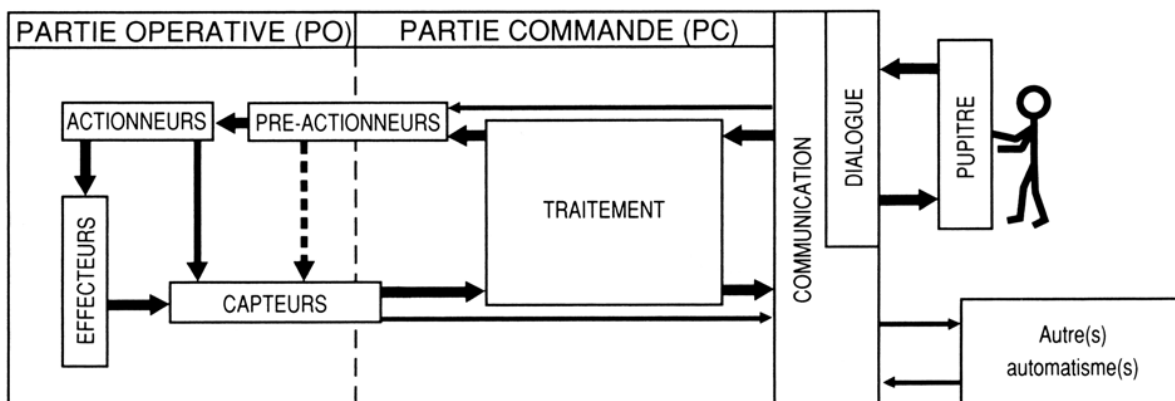 PARTIE OPERATIVE (PO)
PARTIE COMMANDE (PC)
ACTIONNEURS
PRE-ACTIONNEURS
EFFECTEURS
CAPTEURS
TRAITEMENT
COMMUNICATION
DIALOGUE
PUPITRE
Autre(s)
automatisme(s)